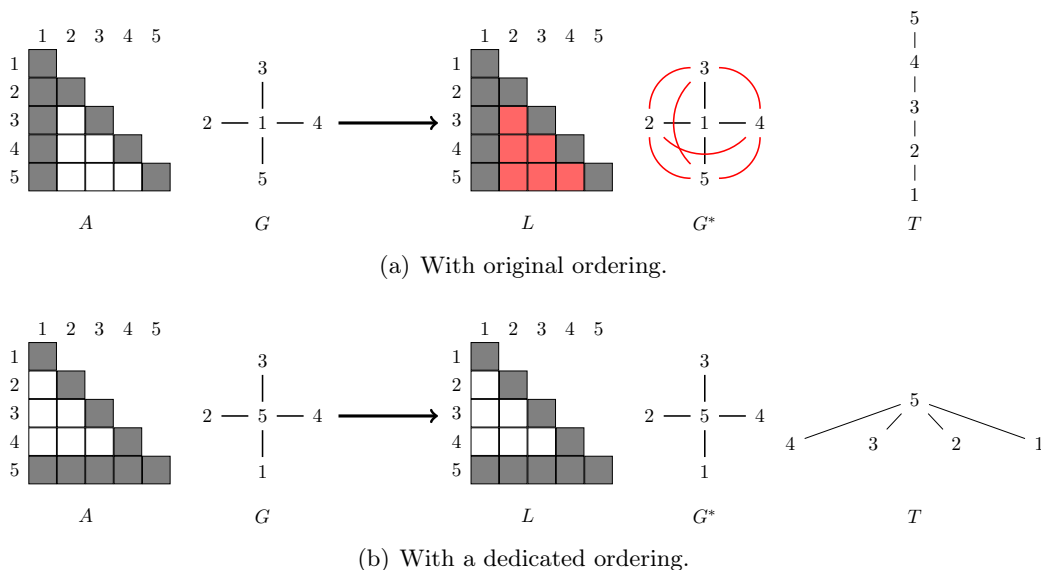 1 2 3 4 5 1 2 3 4 5 5
1 3 1 3 4
2 2
3 2 1 4 3 2 1 4 3
4 4 2
5 5 5 5 1
A G L G* T
(a) With original ordering.
1 2 3 4 5 1 2 3 4 5
1 3 1 3
2 2 5
3 2 5 4 3 2 5 4 4 3 2 1
4 4
5 1 5 1
A G L G* T
(b) With a dedicated ordering.